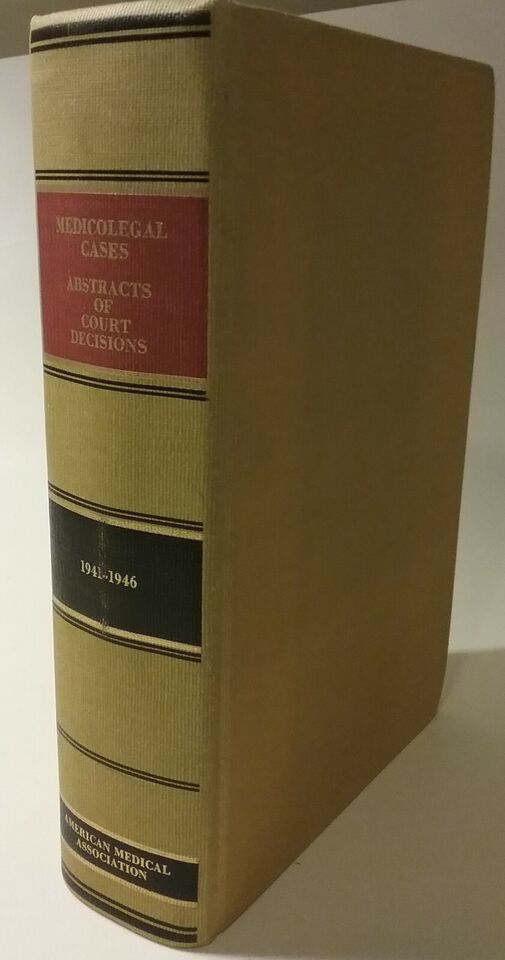 MEDICOLEGAL
CASES
ABSTRACTS
OF
COURT
DECISIONS
1941-1946
AMERICAN MEDICAL
ASSOCIATION